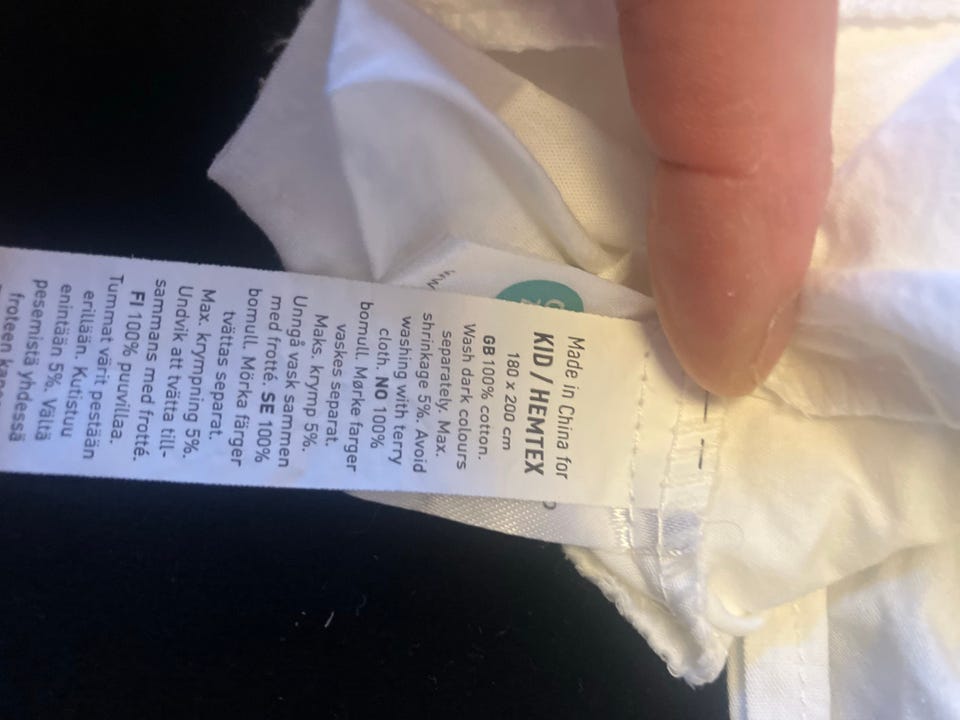 Made in China for
KID / HEMTEX
180 x 200 cm
GB 100% cotton.
Wash dark colours
separately. Max.
shrinkage 5%. Avoid
washing with terry
cloth. NO 100%
bomull. Mørke farger
vaskes separat.
Maks. krymp 5%.
Unngå vask sammen
med frotté. SE 100%
bomull. Mörka färger
tvättas separat.
Max. krympning 5%.
Undvik att tvätta till-
sammans med frotté.
FI 100% puuvillaa.
Tummat värit pestään
erillään. Kutistuu
enintään 5%. Vältä
pesemistä yhdessä
froteen